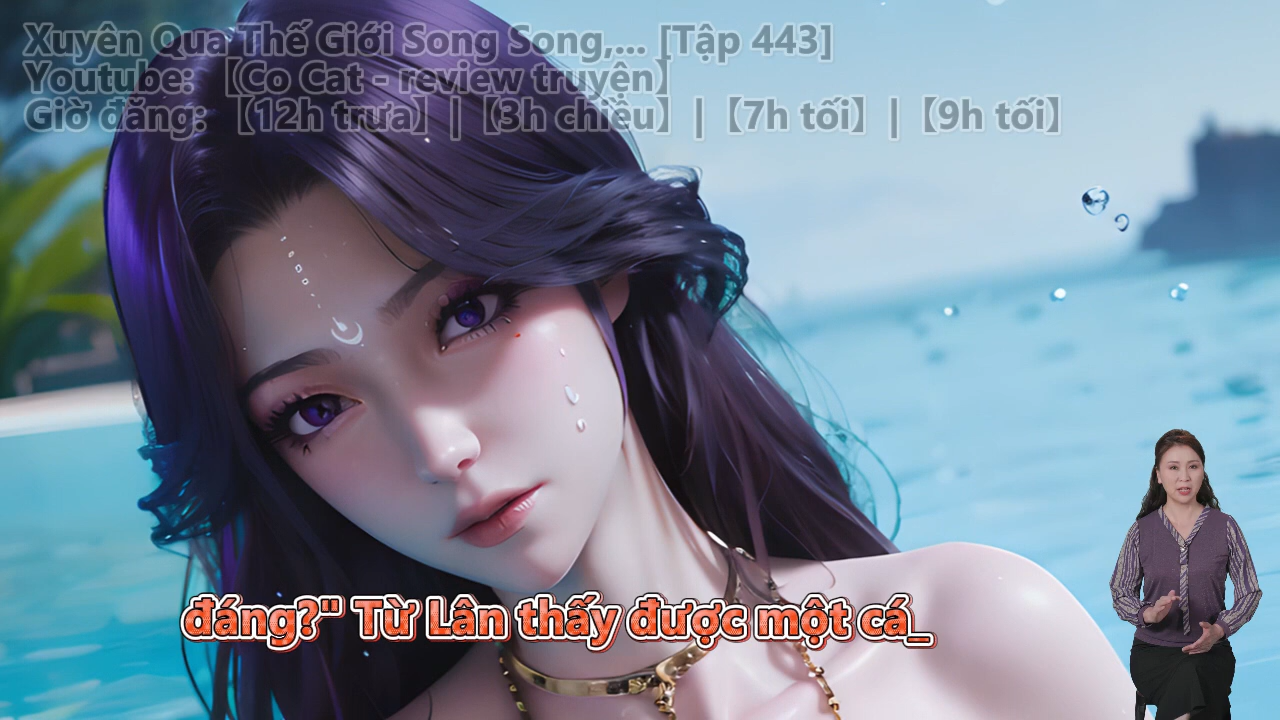 Xuyên Qua Thế Giới Song Song,... [Tập 443]
Youtube: 【Co Cat - review truyện】
Giờ đăng: 【12h trưa】 | 【3h chiều】 | 【7h tối】 | 【9h tối】
đáng?" Từ Lân thấy được một cá_